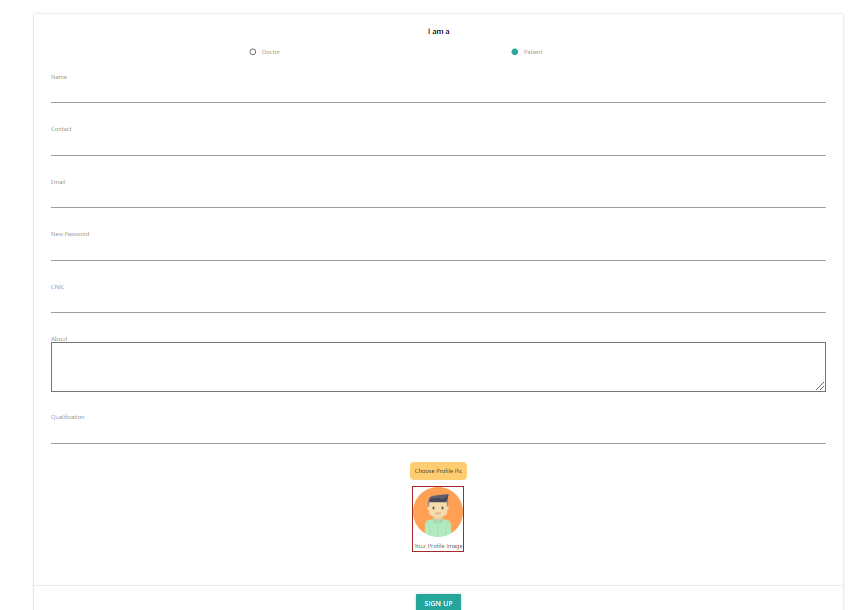 I am a
Doctor Patient
Name
Contact
Email
New Password
CNIC
About
Qualification
Choose Profile Pic
Your Profile Image
SIGN UP